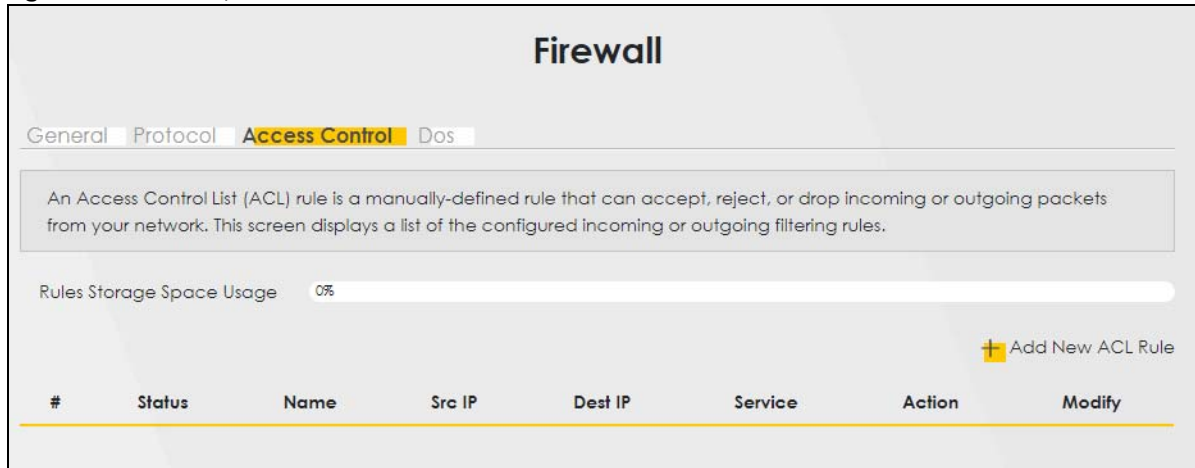 Firewall
General Protocol Access Control Dos
An Access Control List (ACL) rule is a manually-defined rule that can accept, reject, or drop incoming or outgoing packets
from your network. This screen displays a list of the configured incoming or outgoing filtering rules.
Rules Storage Space Usage 0%
+ Add New ACL Rule
# Status Name Src IP Dest IP Service Action Modify